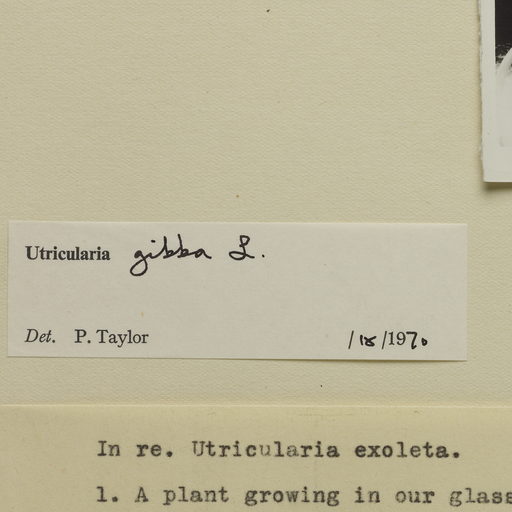 Utricularia gibba L.
Det. P. Taylor / 18 /1970
In re. Utricularia exoleta.
1. A plant growing in our glass